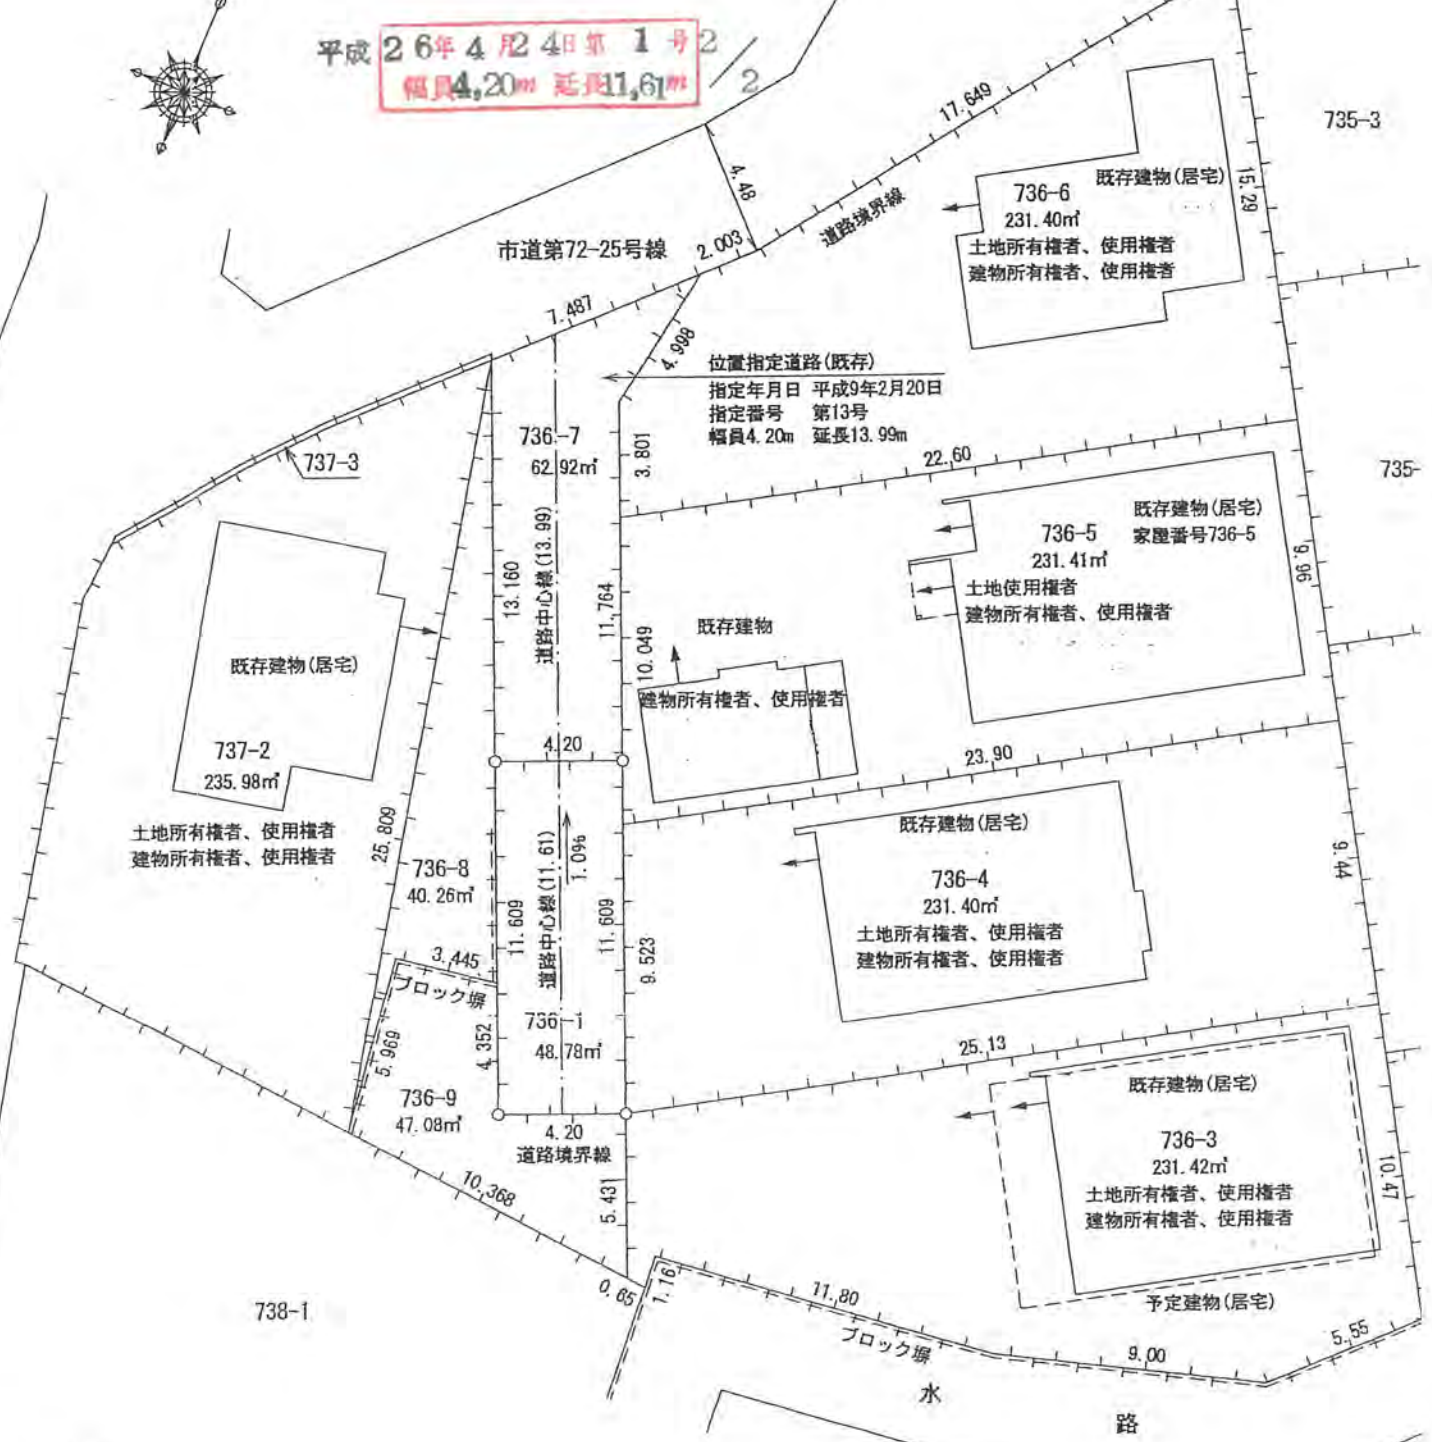 平成26年4月24日第1号
幅員4.20m 延長11.61m
2/2
735-3
17.649
4.48
道路境界線
2.003
市道第72-25号線
7.487
4.998
736-6
既存建物(居宅)
231.40㎡
土地所有権者、使用権者
建物所有権者、使用権者
15.29
位置指定道路(既存)
指定年月日 平成9年2月20日
指定番号 第13号
幅員4.20m 延長13.99m
736-7
62.92㎡
3.801
737-3
22.60
735-
736-5
既存建物(居宅)
家屋番号736-5
231.41㎡
土地使用権者
建物所有権者、使用権者
9.96
13.160
道路中心線(13.99)
11.764
10.049
既存建物
建物所有権者、使用権者
既存建物(居宅)
737-2
235.98㎡
土地所有権者、使用権者
建物所有権者、使用権者
4.20
23.90
25.809
736-8
40.26㎡
11.609
道路中心線(11.61)
1.0%
11.609
9.523
既存建物(居宅)
736-4
231.40㎡
土地所有権者、使用権者
建物所有権者、使用権者
9.44
3.445
ブロック塀
5.969
4.352
736-1
48.78㎡
25.13
736-9
47.08㎡
4.20
道路境界線
既存建物(居宅)
736-3
231.42㎡
土地所有権者、使用権者
建物所有権者、使用権者
10.47
10.368
5.431
0.65
1.16
738-1
11.80
ブロック塀
予定建物(居宅)
9.00
5.55
水
路